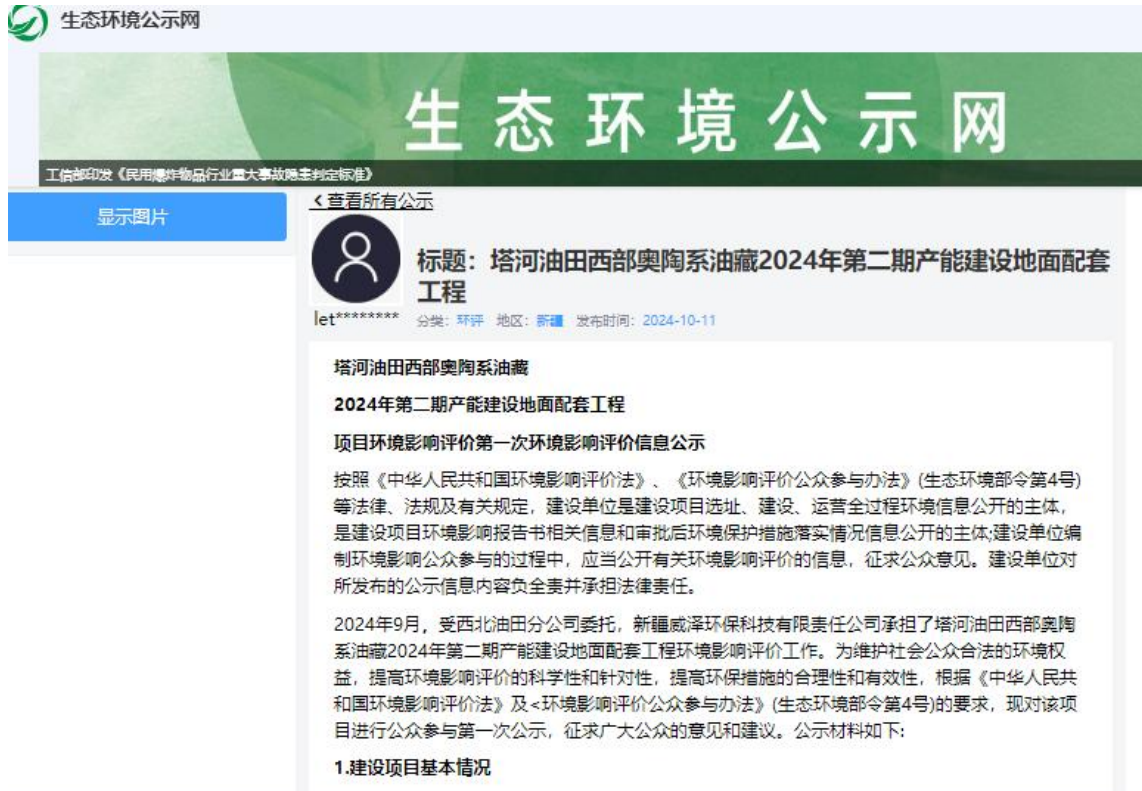 生态环境公示网
生态环境公示网
工信部印发《民用爆炸物品行业重大事故隐患判定标准》
显示图片
<查看所有公示
标题：塔河油田西部奥陶系油藏2024年第二期产能建设地面配套
工程
let********
分类：环评 地区：新疆 发布时间：2024-10-11
塔河油田西部奥陶系油藏
2024年第二期产能建设地面配套工程
项目环境影响评价第一次环境影响评价信息公示
按照《中华人民共和国环境影响评价法》、《环境影响评价公众参与办法》(生态环境部令第4号)
等法律、法规及有关规定，建设单位是建设项目选址、建设、运营全过程环境信息公开的主体，
是建设项目环境影响报告书相关信息和审批后环境保护措施落实情况信息公开的主体;建设单位编
制环境影响公众参与的过程中，应当公开有关环境影响评价的信息，征求公众意见。建设单位对
所发布的公示信息内容负全责并承担法律责任。
2024年9月，受西北油田分公司委托，新疆威泽环保科技有限责任公司承担了塔河油田西部奥陶
系油藏2024年第二期产能建设地面配套工程环境影响评价工作。为维护社会公众合法的环境权
益，提高环境影响评价的科学性和针对性，提高环保措施的合理性和有效性，根据《中华人民共
和国环境影响评价法》及<环境影响评价公众参与办法》(生态环境部令第4号)的要求，现对该项
目进行公众参与第一次公示，征求广大公众的意见和建议。公示材料如下:
1.建设项目基本情况